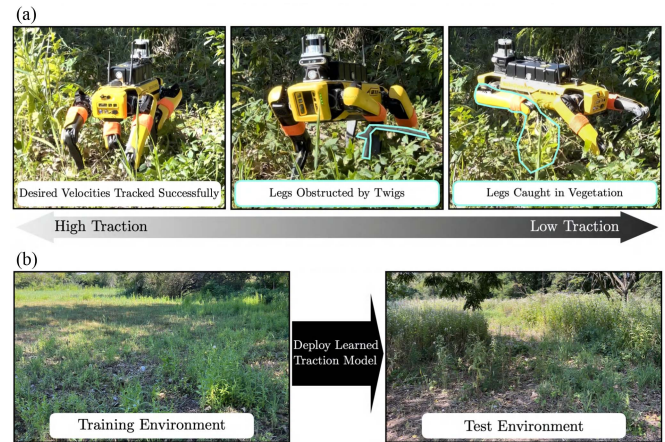 (a)
Desired Velocities Tracked Successfully
Legs Obstructed by Twigs
Legs Caught in Vegetation
High Traction
Low Traction
(b)
Deploy Learned
Traction Model
Training Environment
Test Environment